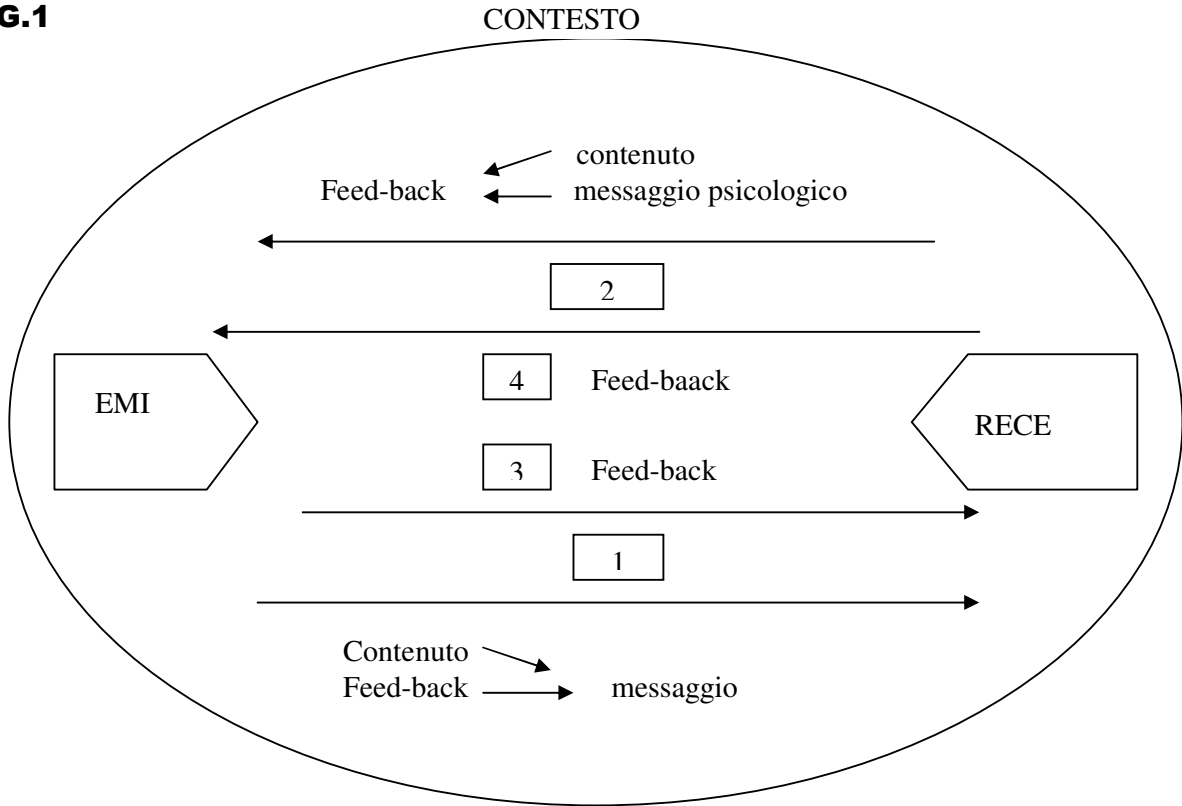 G.1
CONTESTO
contenuto
Feed-back messaggio psicologico
2
4 Feed-baack
EMI
RECE
3 Feed-back
1
Contenuto
Feed-back messaggio